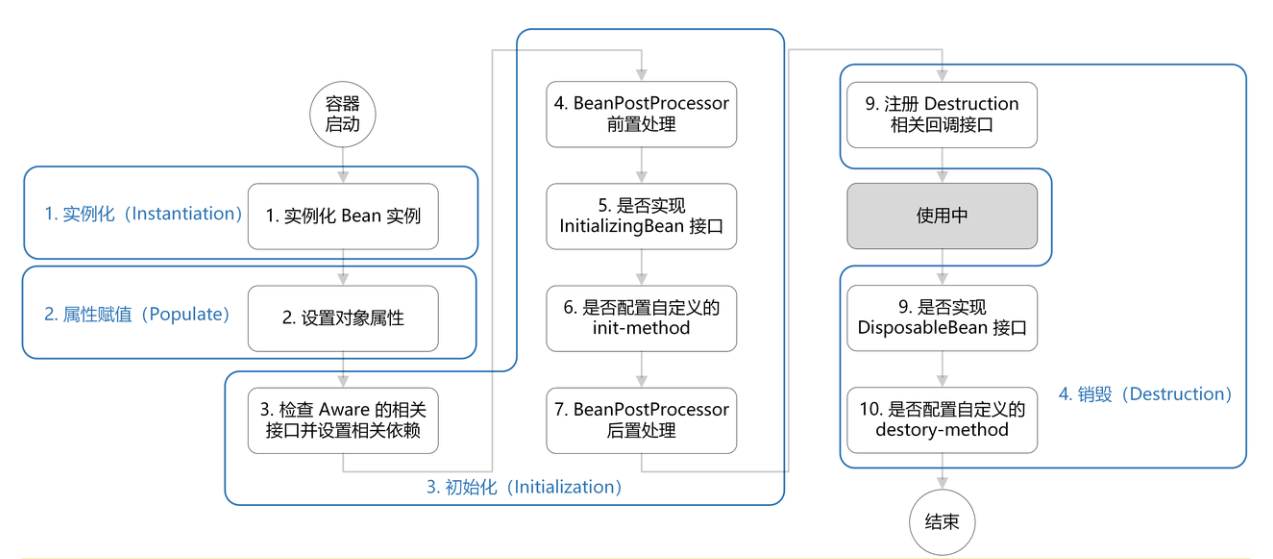 容器
启动
1. 实例化（Instantiation）
1. 实例化 Bean 实例
2. 属性赋值（Populate）
2. 设置对象属性
3. 检查 Aware 的相关
接口并设置相关依赖
4. BeanPostProcessor
前置处理
5. 是否实现
InitializingBean 接口
6. 是否配置自定义的
init-method
7. BeanPostProcessor
后置处理
3. 初始化（Initialization）
9. 注册 Destruction
相关回调接口
使用中
9. 是否实现
DisposableBean 接口
10. 是否配置自定义的
destory-method
4. 销毁（Destruction）
结束